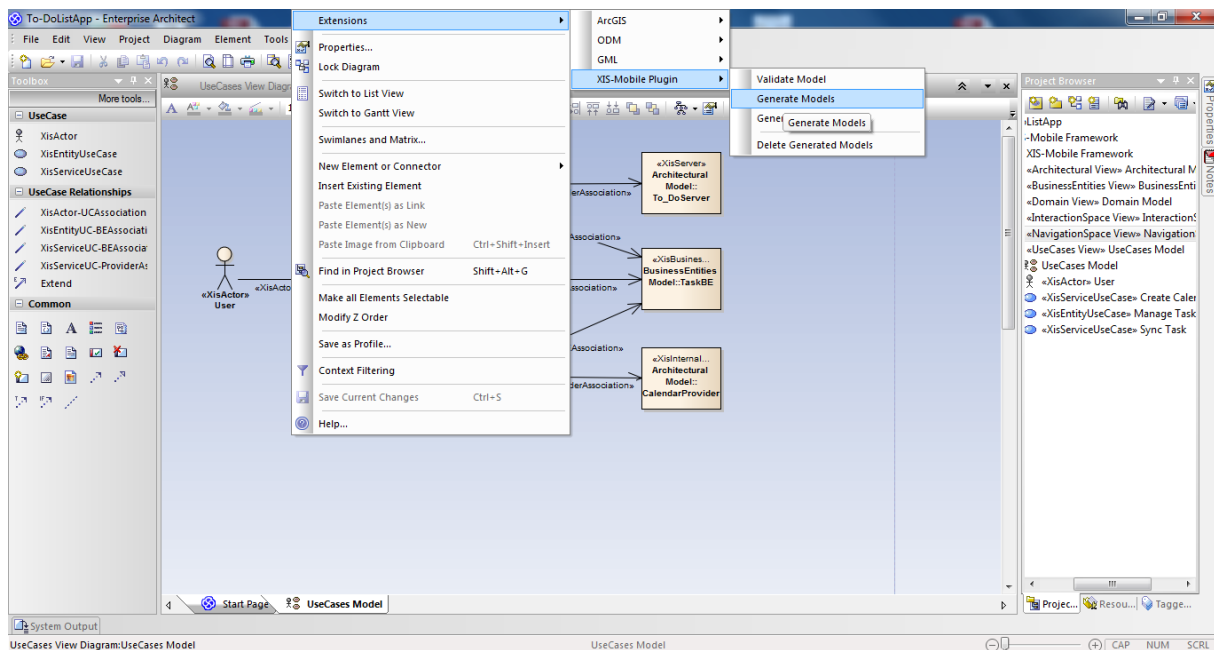 To-DoListApp - Enterprise Architect
File Edit View Project Diagram Element Tools
Toolbox
More tools...
UseCase
XisActor
XisEntityUseCase
XisServiceUseCase
UseCase Relationships
XisActor-UCAssociation
XisEntityUC-BEAssociati
XisServiceUC-BEAssocia
XisServiceUC-ProviderA
Extend
Common
UseCases View Diagr
Extensions
Properties...
Lock Diagram
Switch to List View
Switch to Gantt View
Swimlanes and Matrix...
New Element or Connector
Insert Existing Element
Paste Element(s) as Link
Paste Element(s) as New
Paste Image from Clipboard Ctrl+Shift+Insert
Find in Project Browser Shift+Alt+G
Make all Elements Selectable
Modify Z Order
Save as Profile...
Context Filtering
Save Current Changes Ctrl+S
Help...
ArcGIS
ODM
GML
XIS-Mobile Plugin
Validate Model
Generate Models
Gener
Generate Models
Delete Generated Models
«XisActor»
User
«XisActo
erAssociation»
Association»
ssociation»
Association»
derAssociation»
«XisServer»
Architectural
Model::
To_DoServer
«XisBusines...
BusinessEntities
Model::TaskBE
«XisInternal...
Architectural
Model::
CalendarProvider
Project Browser
ListApp
-Mobile Framework
XIS-Mobile Framework
«Architectural View» Architectural M
«BusinessEntities View» BusinessEnti
«Domain View» Domain Model
«InteractionSpace View» Interaction
«NavigationSpace View» Navigation
«UseCases View» UseCases Model
UseCases Model
«XisActor» User
«XisServiceUseCase» Create Caler
«XisEntityUseCase» Manage Task
«XisServiceUseCase» Sync Task
Properties
Notes
Start Page UseCases Model
Projec... Resou... Tagge...
System Output
UseCases View Diagram:UseCases Model UseCases Model CAP NUM SCRL